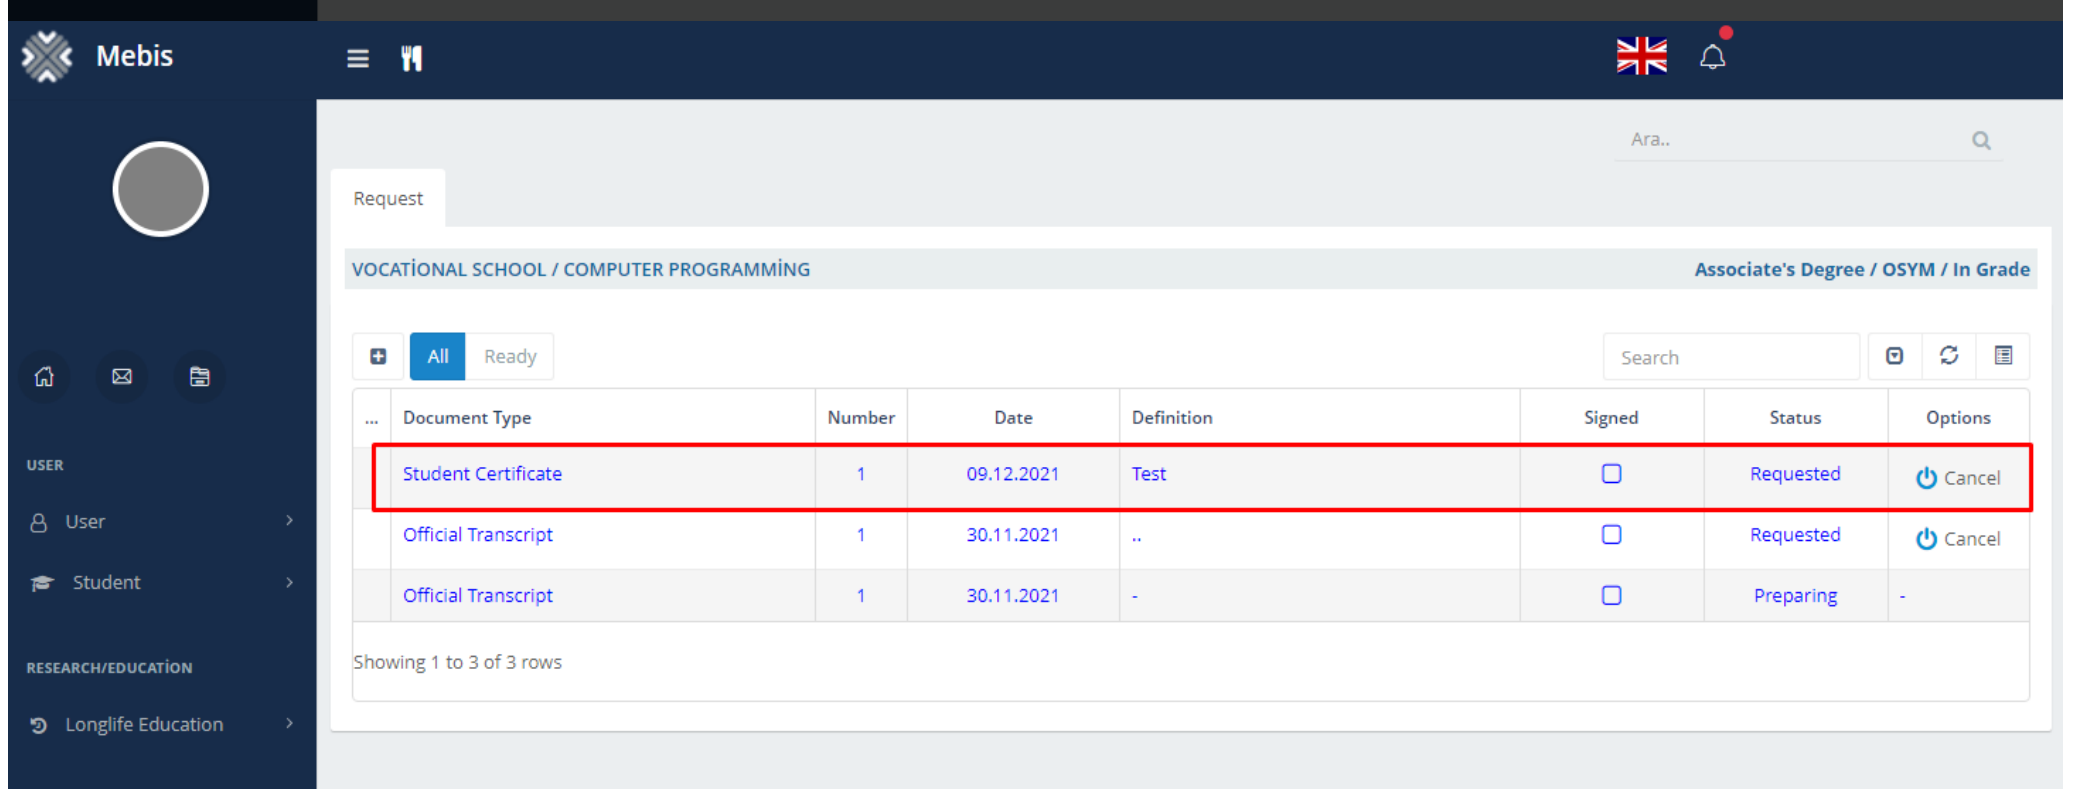 Mebis
Ara..
Request
VOCATİONAL SCHOOL / COMPUTER PROGRAMMİNG Associate's Degree / OSYM / In Grade
All Ready Search
... Document Type Number Date Definition Signed Status Options
Student Certificate 1 09.12.2021 Test Requested Cancel
Official Transcript 1 30.11.2021 .. Requested Cancel
Official Transcript 1 30.11.2021 - Preparing -
Showing 1 to 3 of 3 rows
USER
User
Student
RESEARCH/EDUCATİON
Longlife Education